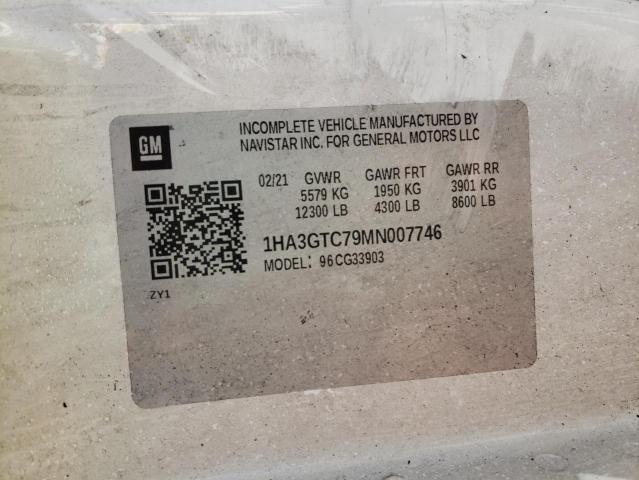 GM
INCOMPLETE VEHICLE MANUFACTURED BY
NAVISTAR INC. FOR GENERAL MOTORS LLC
02/21 GVWR GAWR FRT GAWR RR
5579 KG 1950 KG 3901 KG
12300 LB 4300 LB 8600 LB
1HA3GTC79MN007746
MODEL: 96CG33903
ZY1